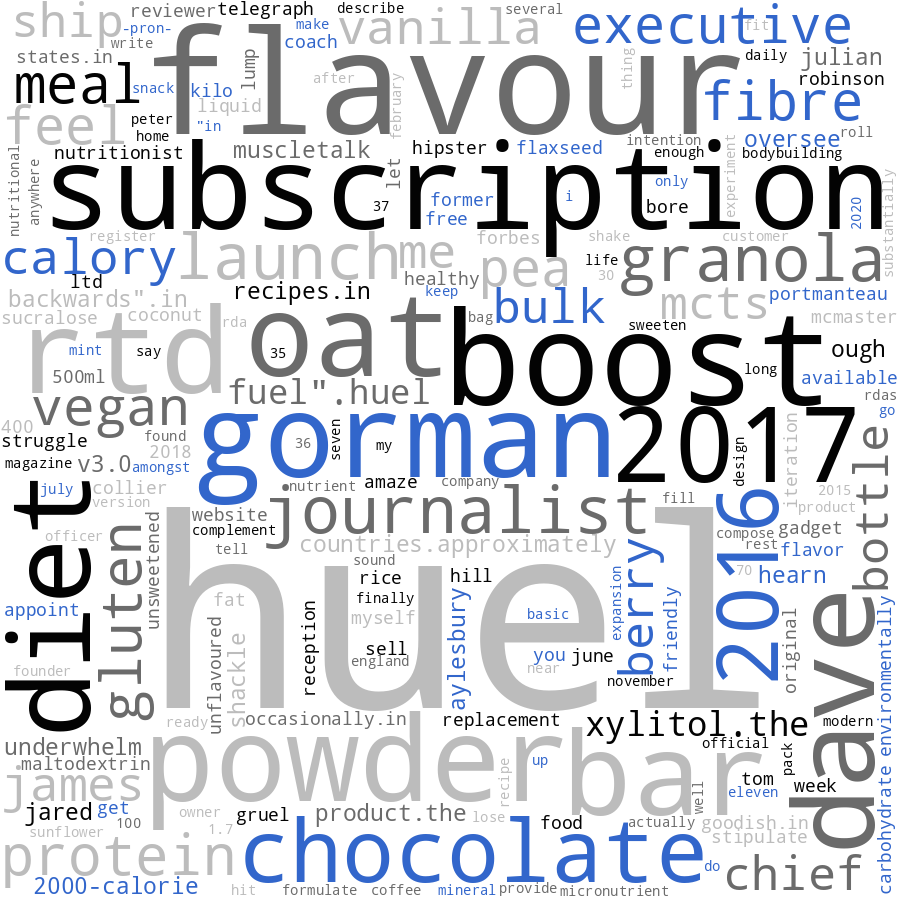 ship
reviewer
telegraph
describe
several
-pron-
make
vanilla
executive
fit
write
coach
flavour
states.in
lump
thing
daily
julian
meal
snack
kilo
after
february
fibre
robinson
feel
peter
liquid
"in
home
oversee
roll
nutritional
anywhere
nutritionist
muscletalk
let
hipster
flaxseed
intention
enough
experiment
bodybuilding
subscription
37
former
free
i
only
bore
2020
substantially
register
calory
launch
me
forbes
shake
customer
ltd
pea
life
30
granola
healthy
backwards".in
recipes.in
keep
bulk
mcts
portmanteau
sucralose
coconut
rda
bag
sweeten
mcmaster
rtd
oat
boost
mint
say
35
ough
500ml
fuel".huel
long
available
rdas
vegan
go
400
struggle
found
gorman
36
seven
my
2017
design
iteration
bottle
magazine
v3.0
2018
amongst
july
collier
version
nutrient
amaze
company
2015
product
diet
gluten
unsweetened
website
journalist
fill
2016
complement
officer
tell
countries.approximately
compose
rest
gadget
flavor
huel
sound
70
hearn
rice
hill
finally
appoint
fat
myself
reception
aylesbury
basic
expansion
berry
friendly
original
dave
environmentally
carbohydrate
unflavoured
shackle
sell
england
you
june
near
founder
november
ready
occasionally.in
replacement
xylitol.the
modern
underwhelm
maltodextrin
powder
up
bar
official
pack
james
recipe
tom
eleven
week
well
jared
get
100
owner
gruel
product.the
lose
food
actually
goodish.in
stipulate
sunflower
1.7
protein
chocolate
do
chief
2000-calorie
hit
formulate
coffee
mineral
provide
micronutrient